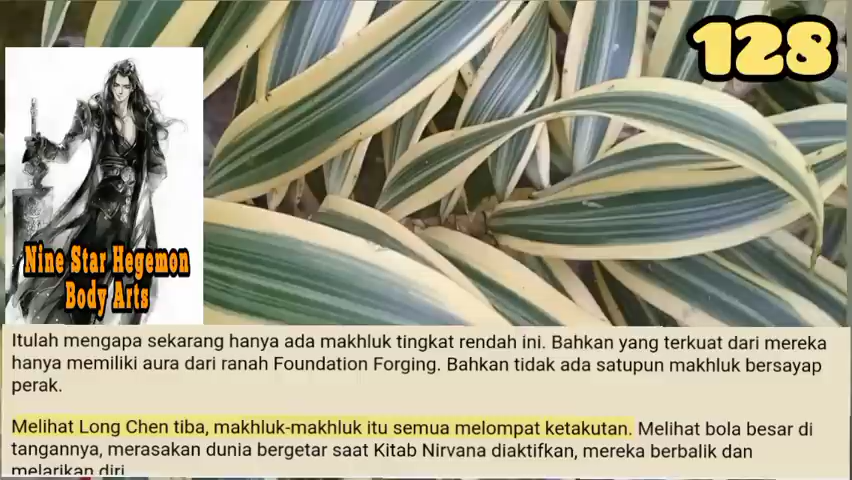 128
Nine Star Hegemon
Body Arts
Itulah mengapa sekarang hanya ada makhluk tingkat rendah ini. Bahkan yang terkuat dari mereka
hanya memiliki aura dari ranah Foundation Forging. Bahkan tidak ada satupun makhluk bersayap
perak.
Melihat Long Chen tiba, makhluk-makhluk itu semua melompat ketakutan. Melihat bola besar di
tangannya, merasakan dunia bergetar saat Kitab Nirvana diaktifkan, mereka berbalik dan
melarikan diri